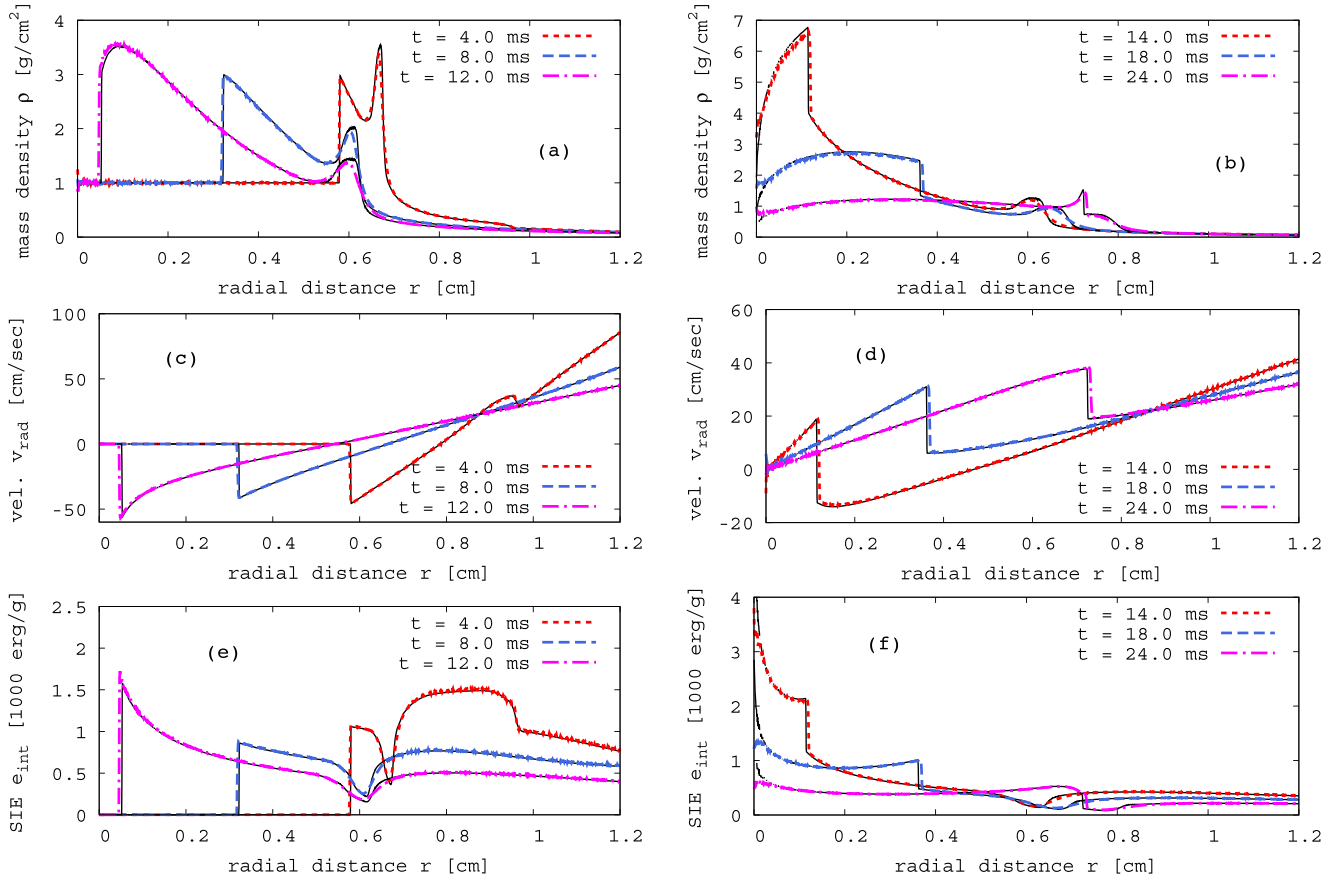 mass density ρ [g/cm²]
4
3
2
1
0
t = 4.0 ms
t = 8.0 ms
t = 12.0 ms
(a)
0 0.2 0.4 0.6 0.8 1 1.2
radial distance r [cm]
mass density ρ [g/cm²]
7
6
5
4
3
2
1
0
t = 14.0 ms
t = 18.0 ms
t = 24.0 ms
(b)
0 0.2 0.4 0.6 0.8 1 1.2
radial distance r [cm]
vel. v_rad [cm/sec]
100
50
0
-50
(c)
t = 4.0 ms
t = 8.0 ms
t = 12.0 ms
0 0.2 0.4 0.6 0.8 1 1.2
radial distance r [cm]
vel. v_rad [cm/sec]
60
40
20
0
-20
(d)
t = 14.0 ms
t = 18.0 ms
t = 24.0 ms
0 0.2 0.4 0.6 0.8 1 1.2
radial distance r [cm]
SIE e_int [1000 erg/g]
2.5
2
1.5
1
0.5
0
t = 4.0 ms
t = 8.0 ms
t = 12.0 ms
(e)
0 0.2 0.4 0.6 0.8 1 1.2
radial distance r [cm]
SIE e_int [1000 erg/g]
4
3
2
1
0
t = 14.0 ms
t = 18.0 ms
t = 24.0 ms
(f)
0 0.2 0.4 0.6 0.8 1 1.2
radial distance r [cm]